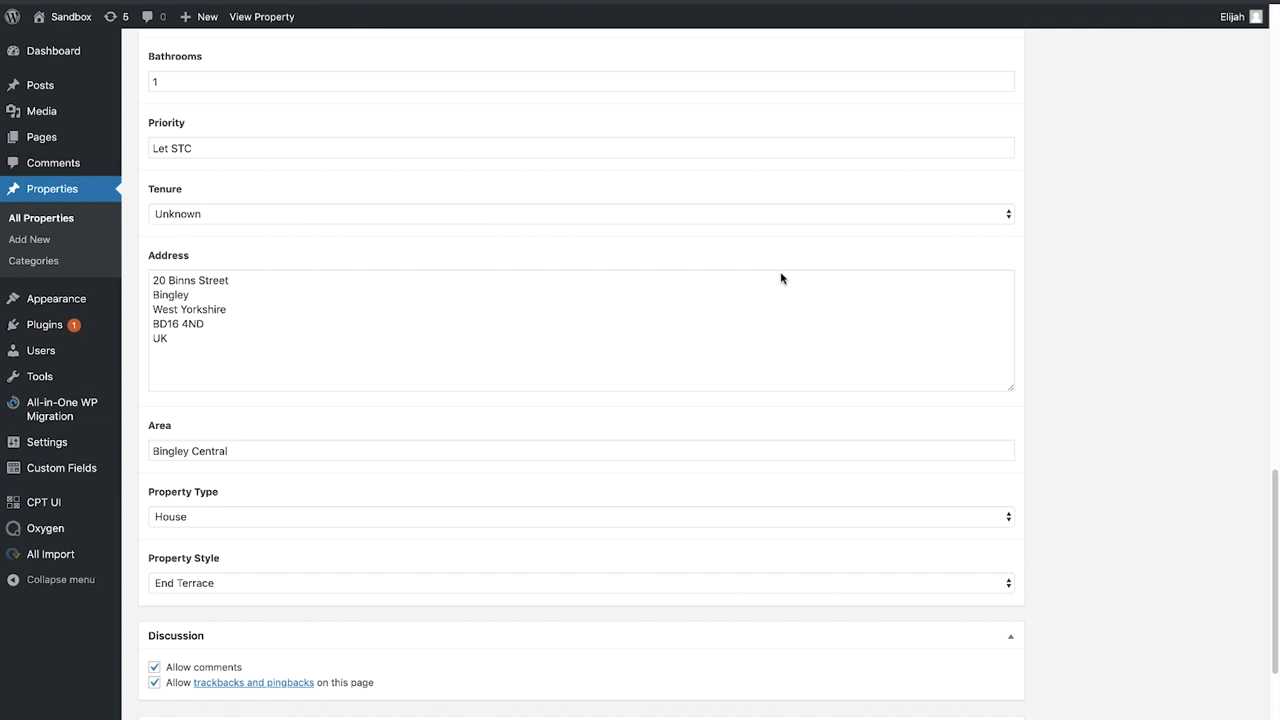 Sandbox 5 0 New View Property Elijah
Dashboard
Posts
Media
Pages
Comments
Properties
All Properties
Add New
Categories
Appearance
Plugins 1
Users
Tools
All-in-One WP
Migration
Settings
Custom Fields
CPT UI
Oxygen
All Import
Collapse menu
Bathrooms
1
Priority
Let STC
Tenure
Unknown
Address
20 Binns Street
Bingley
West Yorkshire
BD16 4ND
UK
Area
Bingley Central
Property Type
House
Property Style
End Terrace
Discussion
Allow comments
Allow trackbacks and pingbacks on this page